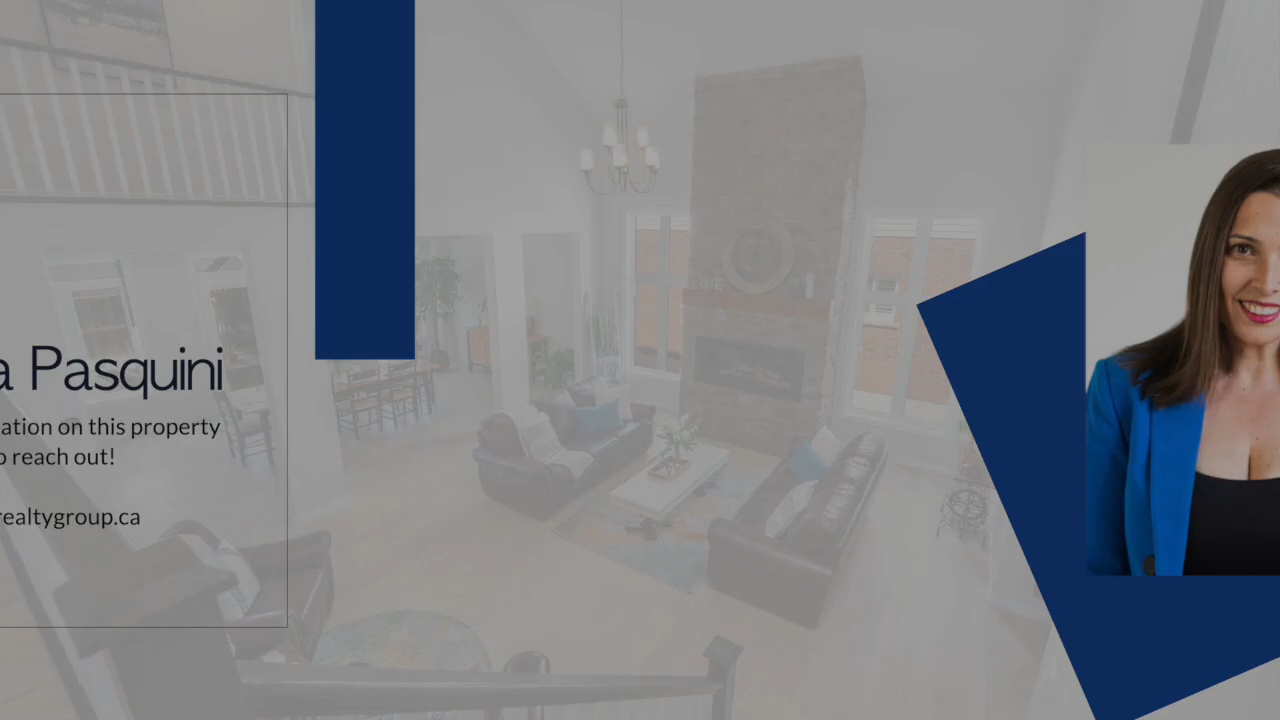 a Pasquini
ation on this property
o reach out!
realtygroup.ca